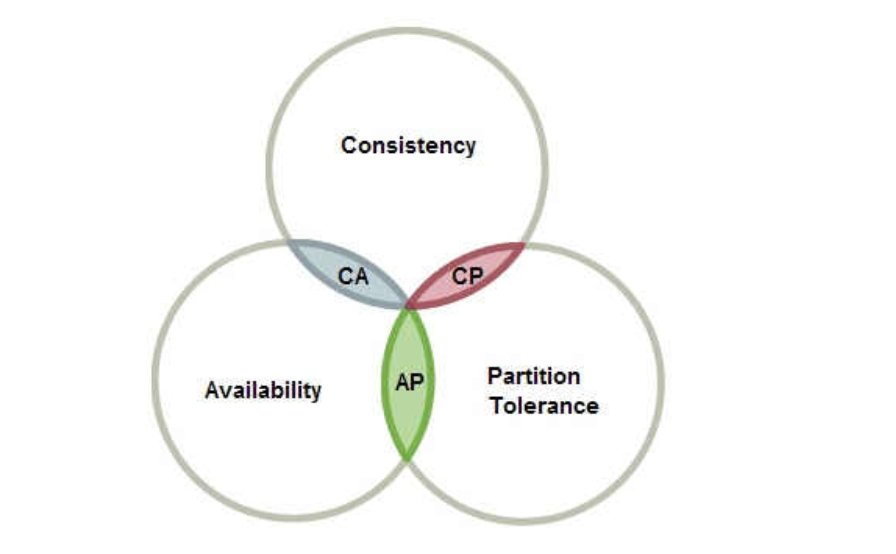 Consistency
CA
CP
Availability
AP
Partition
Tolerance